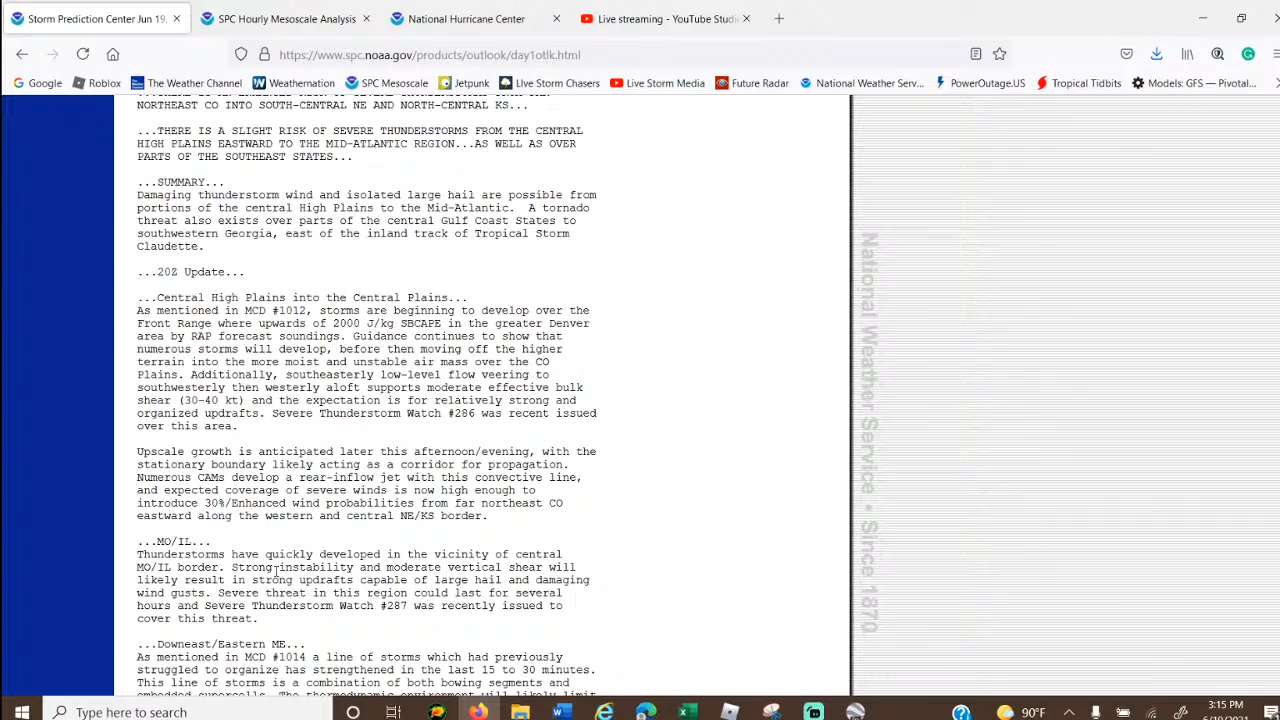 Storm Prediction Center Jun 19,
SPC Hourly Mesoscale Analysis
National Hurricane Center
Live streaming - YouTube Studi
https://www.spc.noaa.gov/products/outlook/day1otlk.html
Google
Roblox
The Weather Channel
Weathernation
SPC Mesoscale
Jetpunk
Live Storm Chasers
Live Storm Media
Future Radar
National Weather Serv...
PowerOutage.US
Tropical Tidbits
Models: GFS — Pivotal...
NORTHEAST CO INTO SOUTH-CENTRAL NE AND NORTH-CENTRAL KS...
...THERE IS A SLIGHT RISK OF SEVERE THUNDERSTORMS FROM THE CENTRAL
HIGH PLAINS EASTWARD TO THE MID-ATLANTIC REGION...AS WELL AS OVER
PARTS OF THE SOUTHEAST STATES...
...SUMMARY...
Damaging thunderstorm wind and isolated large hail are possible from
portions of the central High Plains to the Mid-Atlantic.  A tornado
threat also exists over parts of the central Gulf Coast States to
southwestern Georgia, east of the inland track of Tropical Storm
Claudette.
...20Z Update...
...Central High Plains into the Central Plains...
As mentioned in MCD #1012, storms are beginning to develop over the
Front Range where upwards of 2000 J/kg SBCAPE in the greater Denver
area by RAP forecast soundings. Guidance continues to show that
numerous storms will develop, before then moving off the higher
terrain into the more moist and unstable air mass over the CO
Plains. Additionally, southeasterly low-level flow veering to
southwesterly then westerly aloft supports moderate effective bulk
shear (30-40 kt) and the expectation is for relatively strong and
organized updrafts. Severe Thunderstorm Watch #286 was recent issued
over this area.
Upscale growth is anticipated later this afternoon/evening, with the
stationary boundary likely acting as a corridor for propagation.
Numerous CAMs develop a rear-inflow jet with this convective line,
and expected coverage of severe winds is now high enough to
introduce 30%/Enhanced wind probabilities from far northeast CO
eastward along the western and central NE/KS border.
...MO/IL...
Thunderstorms have quickly developed in the vicinity of central
MO/IL border. Strong instability and moderate vertical shear will
likely result in strong updrafts capable of large hail and damaging
wind gusts. Severe threat in this region could last for several
hours and Severe Thunderstorm Watch #287 was recently issued to
cover this threat.
...Downeast/Eastern ME...
As mentioned in MCD #1014 a line of storms which had previously
struggled to organize has strengthened in the last 15 to 30 minutes.
This line of storms is a combination of both bowing segments and
embedded supercells. The thermodynamic environment will likely limit
National Weather Service • Since 1870
Type here to search
90°F
3:15 PM